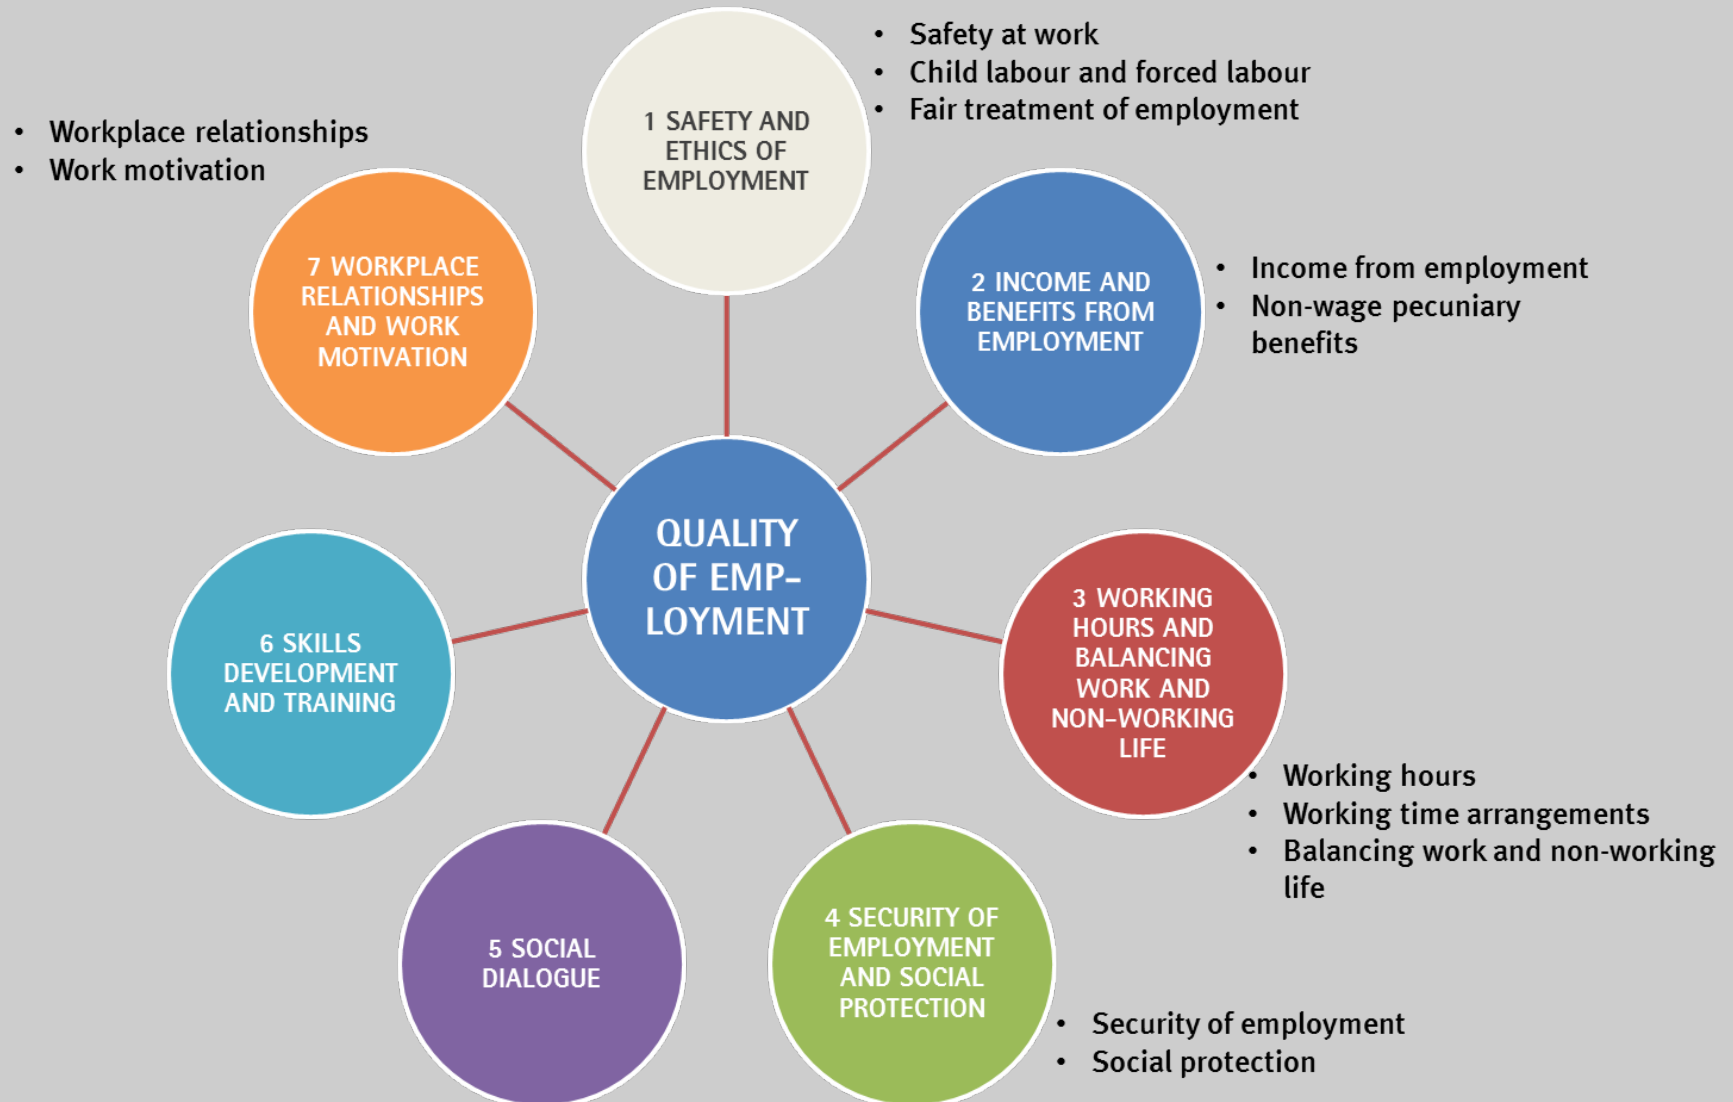 1 SAFETY AND
ETHICS OF
EMPLOYMENT
• Safety at work
• Child labour and forced labour
• Fair treatment of employment
2 INCOME AND
BENEFITS FROM
EMPLOYMENT
• Income from employment
• Non-wage pecuniary
benefits
3 WORKING
HOURS AND
BALANCING
WORK AND
NON-WORKING
LIFE
• Working hours
• Working time arrangements
• Balancing work and non-working
life
4 SECURITY OF
EMPLOYMENT
AND SOCIAL
PROTECTION
• Security of employment
• Social protection
5 SOCIAL
DIALOGUE
6 SKILLS
DEVELOPMENT
AND TRAINING
7 WORKPLACE
RELATIONSHIPS
AND WORK
MOTIVATION
• Workplace relationships
• Work motivation
QUALITY
OF EMP-
LOYMENT